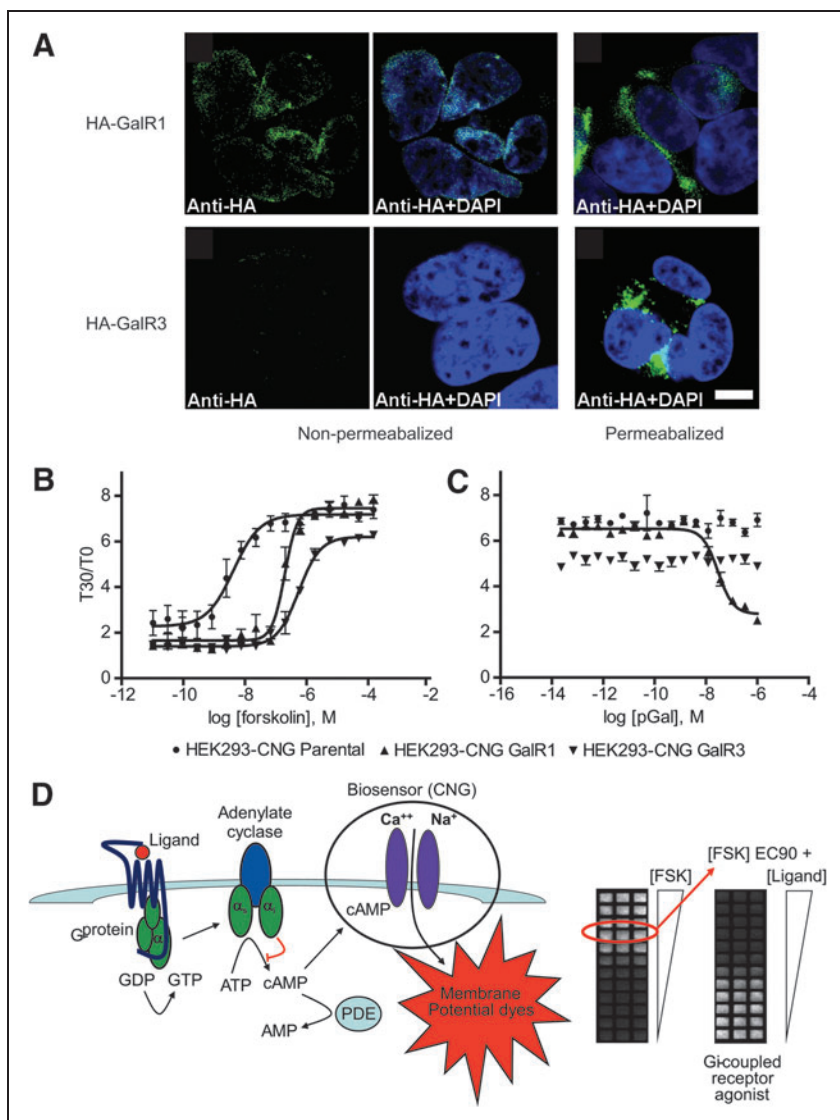 A
HA-GalR1
Anti-HA
Anti-HA+DAPI
Anti-HA+DAPI
HA-GalR3
Anti-HA
Anti-HA+DAPI
Anti-HA+DAPI
Non-permeabalized
Permeabalized
B
T30/T0
8
6
4
2
0
-12
-10
-8
-6
-4
-2
log [forskolin], M
C
8
6
4
2
0
-16
-14
-12
-10
-8
-6
-4
log [pGal], M
● HEK293-CNG Parental ▲ HEK293-CNG GalR1 ▼ HEK293-CNG GalR3
D
Ligand
G-protein
α
GDP
GTP
Adenylate
cyclase
αs
αi
ATP
cAMP
AMP
PDE
Biosensor (CNG)
Ca++
Na+
cAMP
Membrane
Potential dyes
[FSK]
[FSK] EC90 +
[Ligand]
Gi-coupled
receptor
agonist